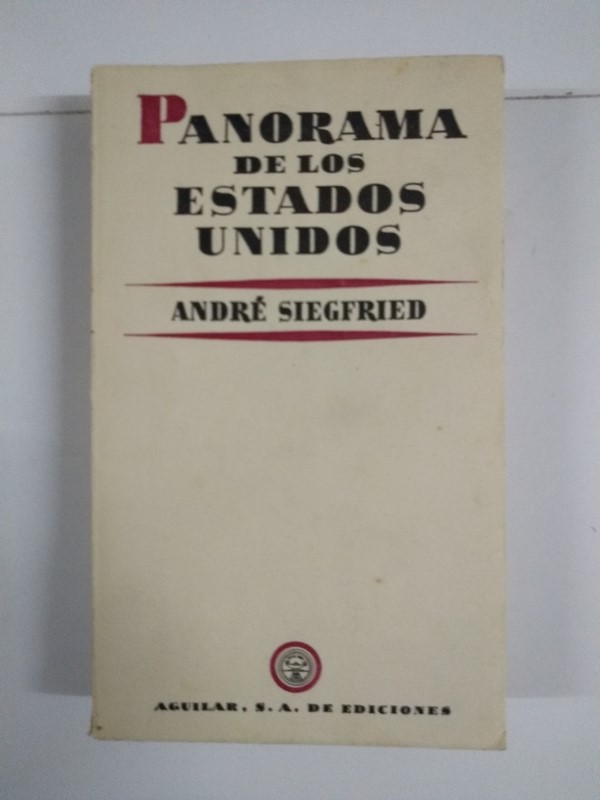 PANORAMA
DE LOS
ESTADOS
UNIDOS
ANDRÉ SIEGFRIED
AGUILAR, S. A. DE EDICIONES